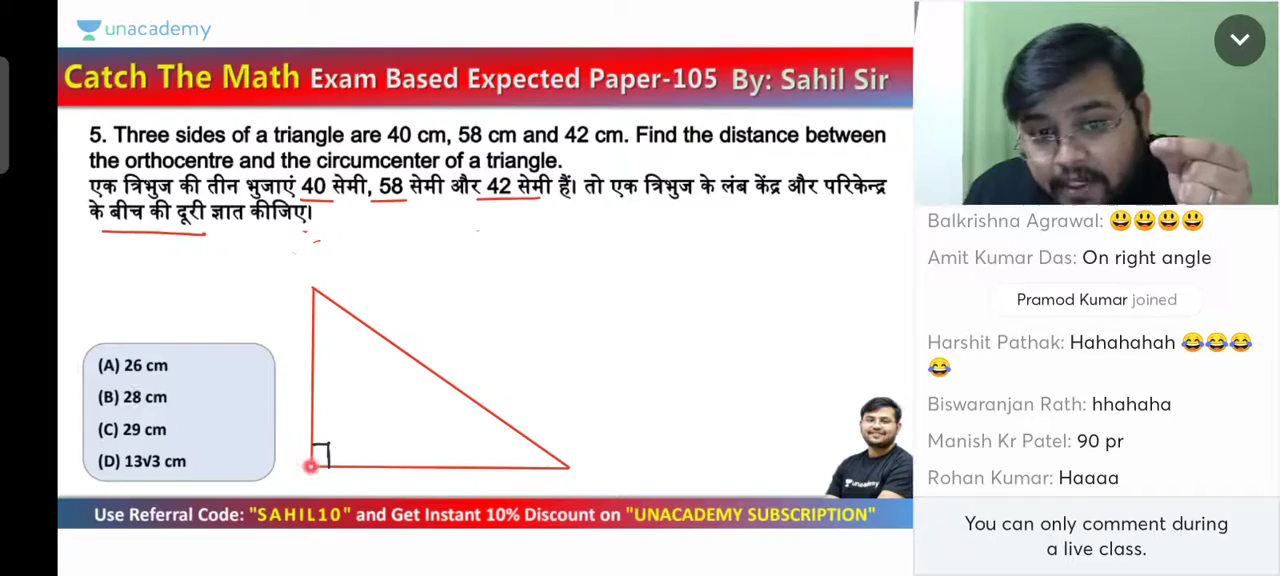 unacademy
Catch The Math Exam Based Expected Paper-105 By: Sahil Sir
5. Three sides of a triangle are 40 cm, 58 cm and 42 cm. Find the distance between
the orthocentre and the circumcenter of a triangle.
एक त्रिभुज की तीन भुजाएं 40 सेमी, 58 सेमी और 42 सेमी हैं। तो एक त्रिभुज के लंब केंद्र और परिकेन्द्र
के बीच की दूरी ज्ञात कीजिए।
(A) 26 cm
(B) 28 cm
(C) 29 cm
(D) 13√3 cm
unacademy
Use Referral Code: "SAHIL10" and Get Instant 10% Discount on "UNACADEMY SUBSCRIPTION"
Balkrishna Agrawal: 😃😃😃😃
Amit Kumar Das: On right angle
Pramod Kumar joined
Harshit Pathak: Hahahahah 😂😂😂
😂
Biswaranjan Rath: hhahaha
Manish Kr Patel: 90 pr
Rohan Kumar: Haaaa
You can only comment during
a live class.